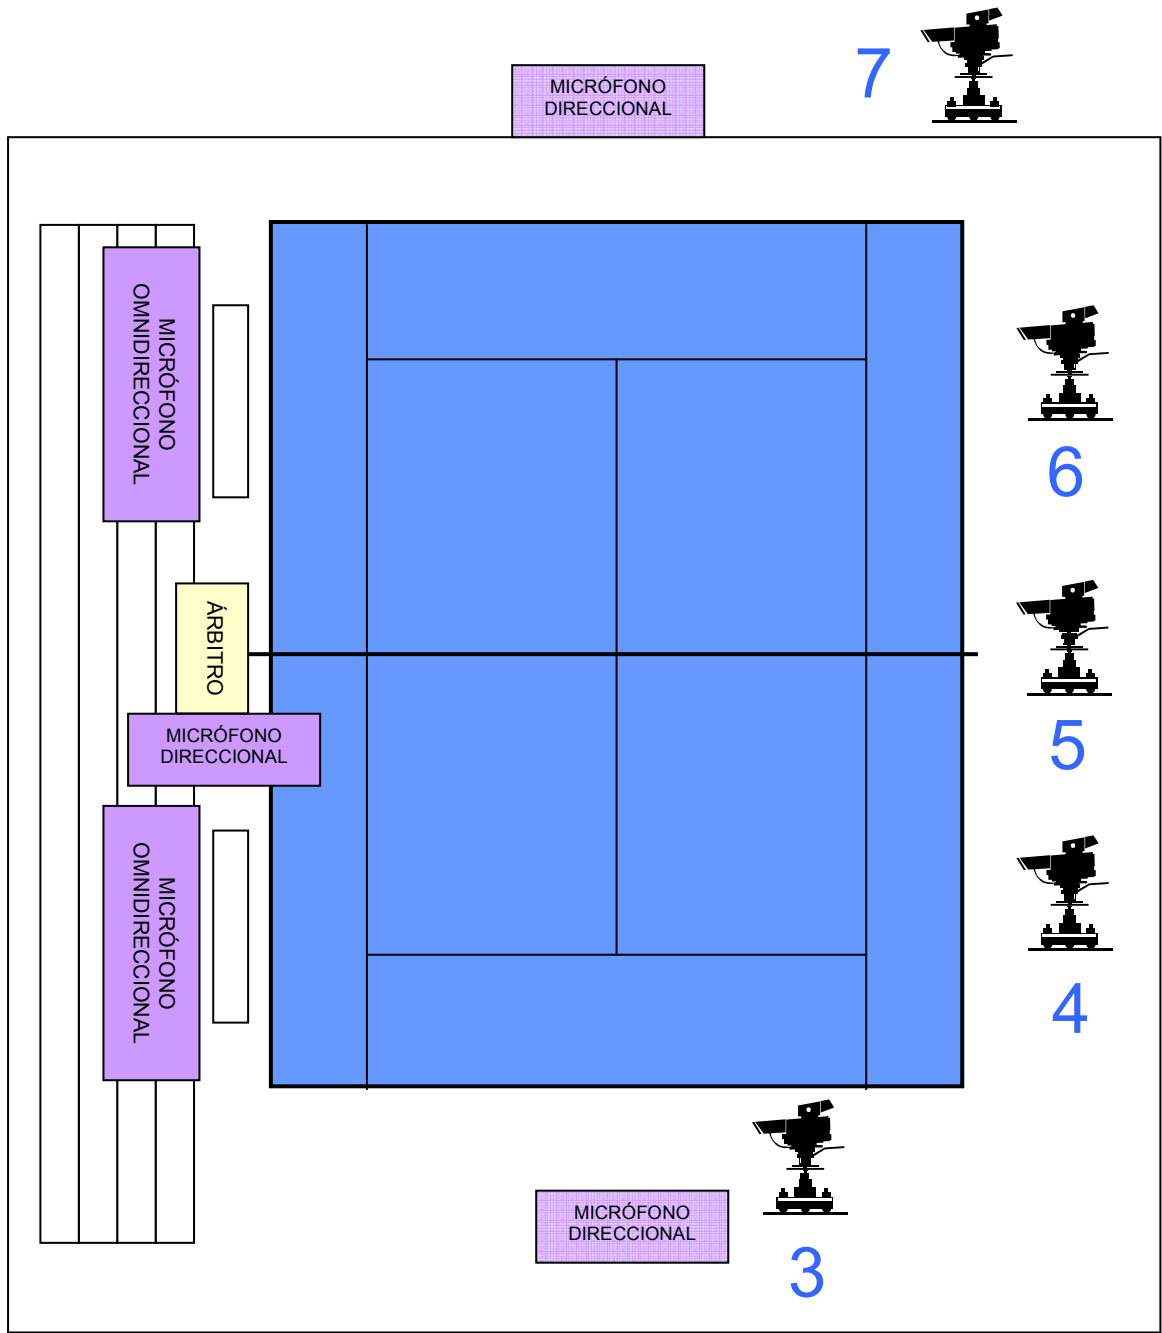 7
MICRÓFONO
DIRECCIONAL
MICRÓFONO
OMNIDIRECCIONAL
6
ÁRBITRO
5
MICRÓFONO
DIRECCIONAL
MICRÓFONO
OMNIDIRECCIONAL
4
MICRÓFONO
DIRECCIONAL
3